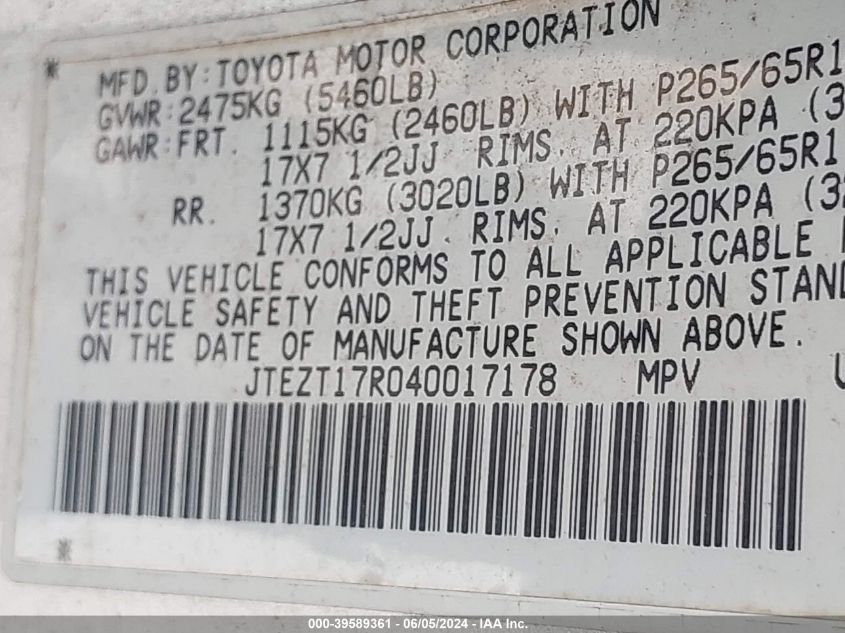 MFD.BY:TOYOTA MOTOR CORPORATION
GVWR:2475KG (5460LB)
GAWR:FRT. 1115KG (2460LB) WITH P265/65R1
17X7 1/2JJ RIMS, AT 220KPA (3
RR. 1370KG (3020LB) WITH P265/65R1
17X7 1/2JJ RIMS, AT 220KPA (3
THIS VEHICLE CONFORMS TO ALL APPLICABLE
VEHICLE SAFETY AND THEFT PREVENTION STAND
ON THE DATE OF MANUFACTURE SHOWN ABOVE.
JTEZT17R040017178 MPV
000-39589361 - 06/05/2024 - IAA Inc.